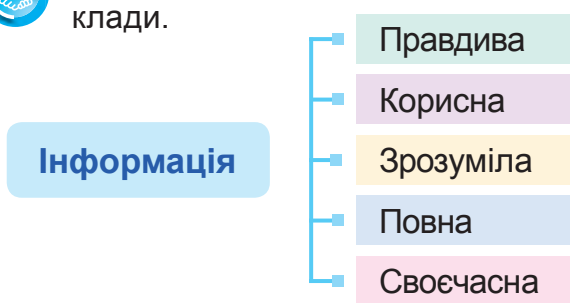 клади.
Інформація
Правдива
Корисна
Зрозуміла
Повна
Своєчасна